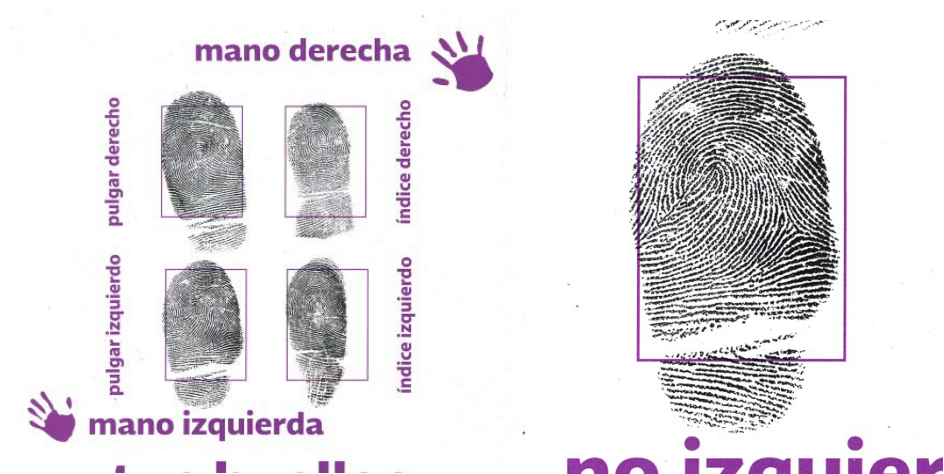 mano derecha
pulgar derecho
índice derecho
pulgar izquierdo
índice izquierdo
mano izquierda